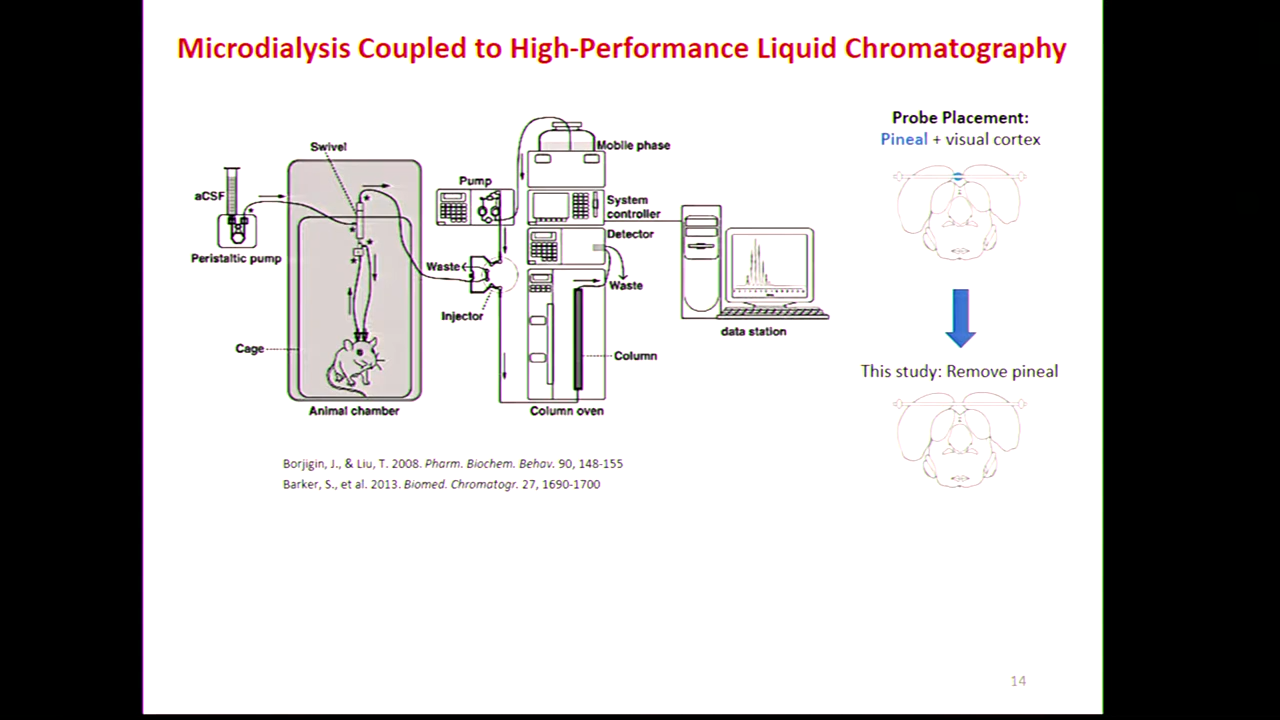 Microdialysis Coupled to High-Performance Liquid Chromatography
Probe Placement:
Pineal + visual cortex
Swivel
Mobile phase
aCSF
Pump
System
controller
Detector
Peristaltic pump
Waste
Waste
Injector
data station
Cage
Column
This study: Remove pineal
Animal chamber
Column oven
Borjigin, J., & Liu, T. 2008. Pharm. Biochem. Behav. 90, 148-155
Barker, S., et al. 2013. Biomed. Chromatogr. 27, 1690-1700
14